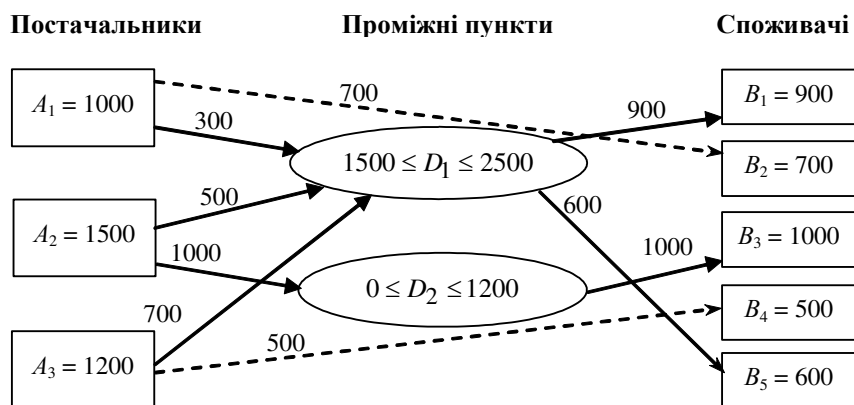 Постачальники Проміжні пункти Споживачі
A₁ = 1000
700
300
900
B₁ = 900
1500 ≤ D₁ ≤ 2500
B₂ = 700
500
600
A₂ = 1500
1000
1000
B₃ = 1000
0 ≤ D₂ ≤ 1200
700
500
B₄ = 500
A₃ = 1200
B₅ = 600